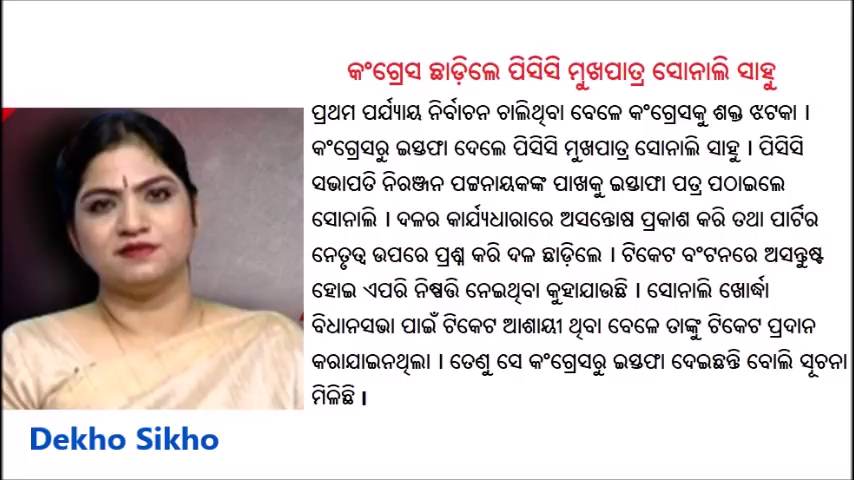 କଂଗ୍ରେସ ଛାଡ଼ିଲେ ପିସିସି ମୁଖପାତ୍ର ସୋନାଲି ସାହୁ
ପ୍ରଥମ ପର୍ଯ୍ୟାୟ ନିର୍ବାଚନ ଚାଲିଥିବା ବେଳେ କଂଗ୍ରେସକୁ ଶକ୍ତ ଝଟକା ।
କଂଗ୍ରେସରୁ ଇସ୍ତଫା ଦେଲେ ପିସିସି ମୁଖପାତ୍ର ସୋନାଲି ସାହୁ । ପିସିସି
ସଭାପତି ନିରଞ୍ଜନ ପଟ୍ଟନାୟକଙ୍କ ପାଖକୁ ଇସ୍ତାଫା ପତ୍ର ପଠାଇଲେ
ସୋନାଲି । ଦଳର କାର୍ଯ୍ୟଧାରାରେ ଅସନ୍ତୋଷ ପ୍ରକାଶ କରି ତଥା ପାର୍ଟିର
ନେତୃତ୍ୱ ଉପରେ ପ୍ରଶ୍ନ କରି ଦଳ ଛାଡ଼ିଲେ । ଟିକେଟ ବଂଟନରେ ଅସନ୍ତୁଷ୍ଟ
ହୋଇ ଏପରି ନିଷ୍ପତ୍ତି ନେଇଥିବା କୁହାଯାଉଛି । ସୋନାଲି ଖୋର୍ଦ୍ଧା
ବିଧାନସଭା ପାଇଁ ଟିକେଟ ଆଶାୟୀ ଥିବା ବେଳେ ତାଙ୍କୁ ଟିକେଟ ପ୍ରଦାନ
କରାଯାଇନଥିଲା । ତେଣୁ ସେ କଂଗ୍ରେସରୁ ଇସ୍ତଫା ଦେଇଛନ୍ତି ବୋଲି ସୂଚନା
ମିଳିଛି ।
Dekho Sikho